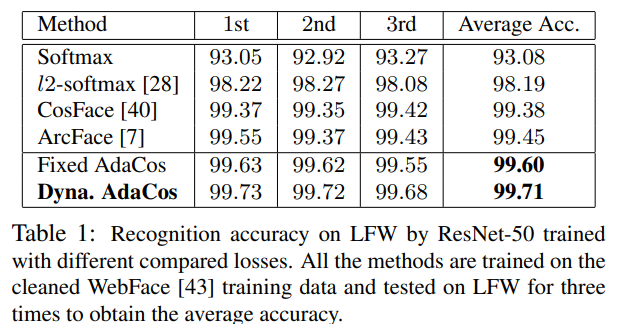 Method 1st 2nd 3rd Average Acc.
Softmax 93.05 92.92 93.27 93.08
l2-softmax [28] 98.22 98.27 98.08 98.19
CosFace [40] 99.37 99.35 99.42 99.38
ArcFace [7] 99.55 99.37 99.43 99.45
Fixed AdaCos 99.63 99.62 99.55 99.60
Dyna. AdaCos 99.73 99.72 99.68 99.71
Table 1: Recognition accuracy on LFW by ResNet-50 trained
with different compared losses. All the methods are trained on the
cleaned WebFace [43] training data and tested on LFW for three
times to obtain the average accuracy.